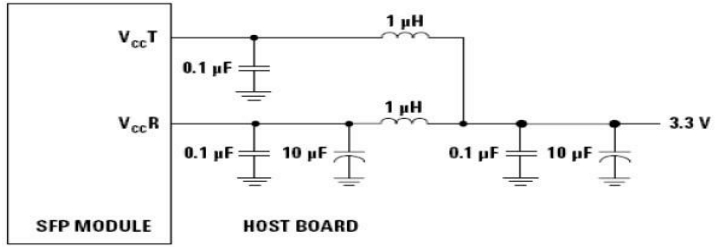 1 µH
VccT
0.1 µF
1 µH
VccR
3.3 V
0.1 µF 10 µF 0.1 µF 10 µF
SFP MODULE HOST BOARD